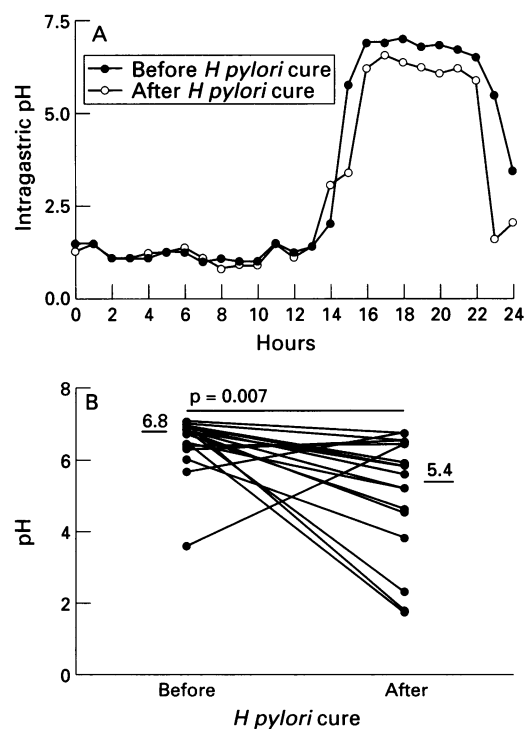 A
7.5
Before H pylori cure
After H pylori cure
5.0
2.5
0.0
Intragastric pH
0 2 4 6 8 10 12 14 16 18 20 22 24
Hours
B
8
p = 0.007
6.8
6
5.4
4
2
0
pH
Before After
H pylori cure